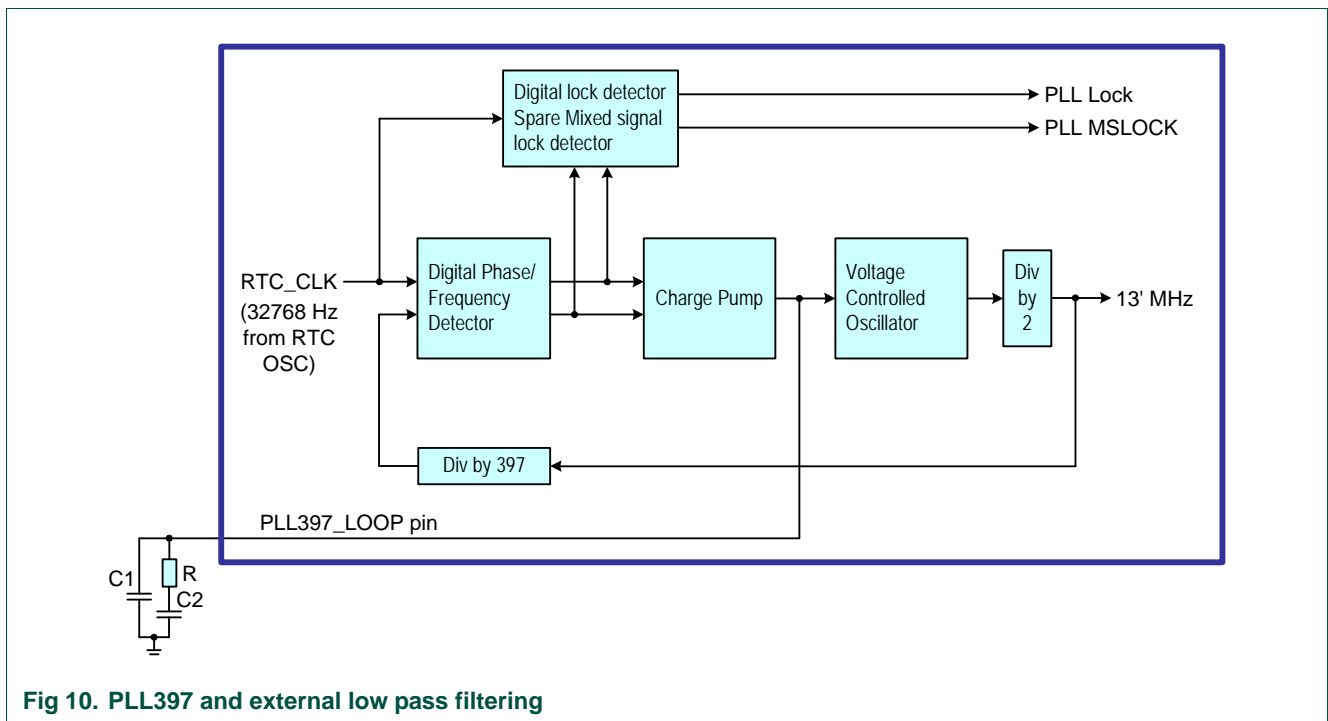 Digital lock detector
Spare Mixed signal
lock detector
PLL Lock
PLL MSLOCK
RTC_CLK
(32768 Hz
from RTC
OSC)
Digital Phase/
Frequency
Detector
Charge Pump
Voltage
Controlled
Oscillator
Div
by
2
13' MHz
Div by 397
PLL397_LOOP pin
C1
R
C2
Fig 10. PLL397 and external low pass filtering